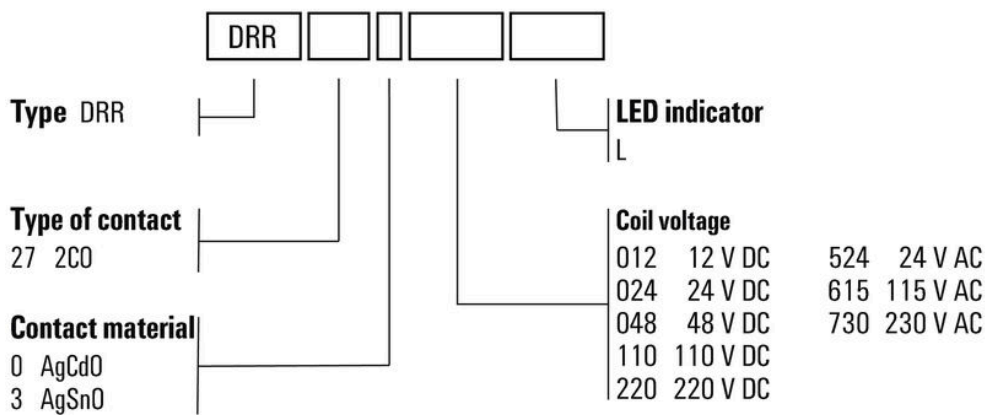 DRR
Type DRR
LED indicator
L
Type of contact
27 2CO
Contact material
0 AgCdO
3 AgSnO
Coil voltage
012 12 V DC 524 24 V AC
024 24 V DC 615 115 V AC
048 48 V DC 730 230 V AC
110 110 V DC
220 220 V DC